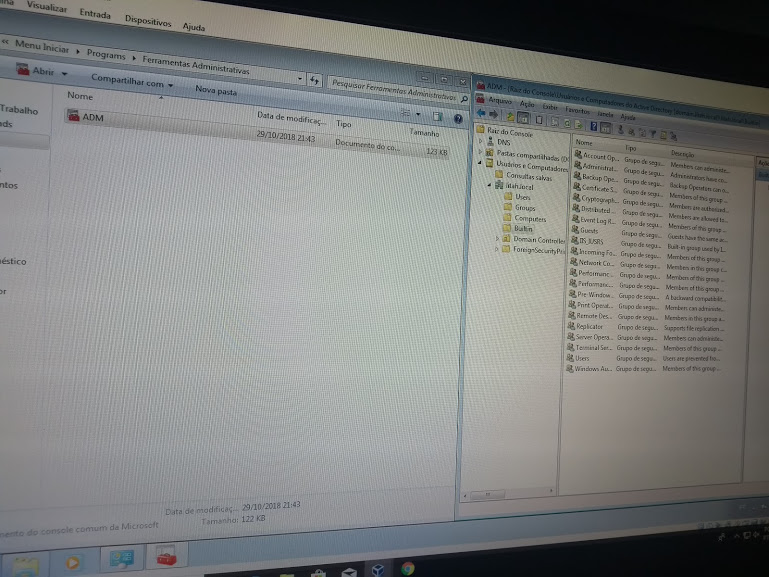 Visualizar Entrada Dispositivos Ajuda
« Menu Iniciar Programs Ferramentas Administrativas
Pesquisar Ferramentas Administrativas
Abrir Compartilhar com Nova pasta
Nome Data de modificaç... Tipo Tamanho
ADM 29/10/2018 21:43 Documento do co... 123 KB
Trabalho
Data de modificaç... 29/10/2018 21:43
Tamanho: 122 KB
mento do console comum da Microsoft
ADM - [Raiz do Console\Usuários e Computadores do Active Directory
Arquivo Ação Exibir Favoritos Janela Ajuda
Raiz do Console
DNS
Pastas compartilhadas
Usuários e Computadores
Consultas salvas
Users
Groups
Computers
Builtin
Domain Controller
ForeignSecurityPri
Nome Tipo Descrição
Account Op... Grupo de segu... Members can administe...
Administrat... Grupo de segu... Administrators have co...
Backup Ope... Grupo de segu... Backup Operators can o...
Certificate S... Grupo de segu... Members of this group ...
Cryptograph... Grupo de segu... Members are authorized...
Distributed ... Grupo de segu... Members are allowed to
Event Log R... Grupo de segu... Members of this group ...
Guests Grupo de segu... Guests have the same ac...
IIS_IUSRS Grupo de segu... Built-in group used by I...
Incoming Fo... Grupo de segu... Members of this group ...
Network Co... Grupo de segu... Members in this group ...
Performanc... Grupo de segu... Members of this group ...
Performanc... Grupo de segu... Members of this group ...
Pre-Window... Grupo de segu... A backward compatibilit...
Print Operat... Grupo de segu... Members can administe...
Remote Des... Grupo de segu... Members in this group a...
Replicator Grupo de segu... Supports file replication ...
Server Opera... Grupo de segu... Members can administe...
Terminal Ser... Grupo de segu... Members of this group ...
Users Grupo de segu... Users are prevented fro...
Windows Au... Grupo de segu... Members of this group ...